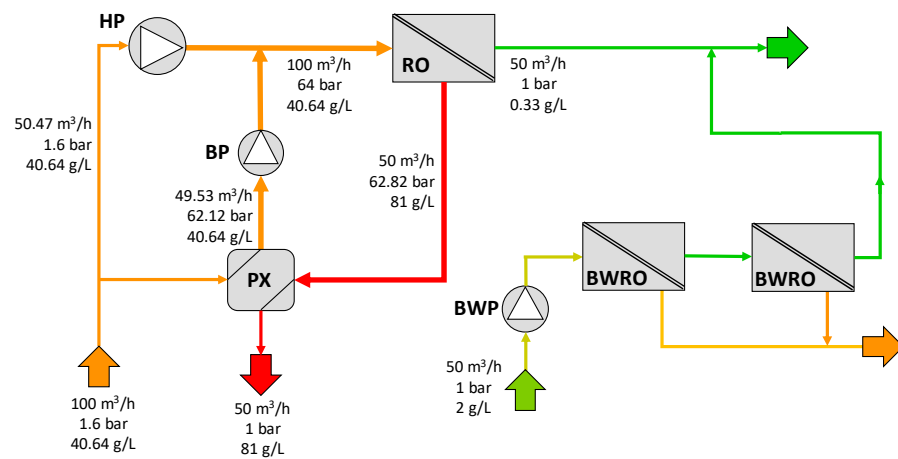 HP
RO
100 m³/h
64 bar
40.64 g/L
50 m³/h
1 bar
0.33 g/L
50.47 m³/h
1.6 bar
40.64 g/L
BP
50 m³/h
62.82 bar
81 g/L
49.53 m³/h
62.12 bar
40.64 g/L
PX
BWRO
BWRO
BWP
50 m³/h
1 bar
2 g/L
100 m³/h
1.6 bar
40.64 g/L
50 m³/h
1 bar
81 g/L